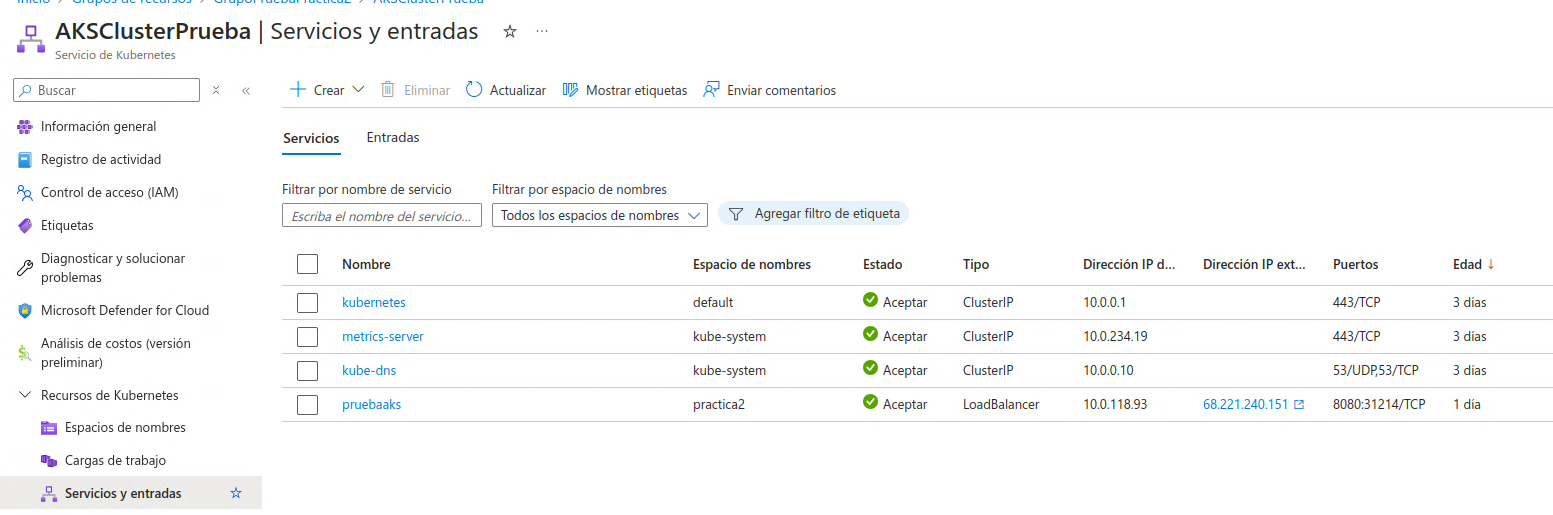 Inicio > Grupos de recursos > GrupoPruebaPractica2 > AKSClusterPrueba
AKSClusterPrueba | Servicios y entradas
Servicio de Kubernetes
Buscar
Crear
Eliminar
Actualizar
Mostrar etiquetas
Enviar comentarios
Información general
Registro de actividad
Control de acceso (IAM)
Etiquetas
Diagnosticar y solucionar
problemas
Microsoft Defender for Cloud
Análisis de costos (versión
preliminar)
Recursos de Kubernetes
Espacios de nombres
Cargas de trabajo
Servicios y entradas
Servicios Entradas
Filtrar por nombre de servicio Filtrar por espacio de nombres
Escriba el nombre del servicio... Todos los espacios de nombres Agregar filtro de etiqueta
Nombre Espacio de nombres Estado Tipo Dirección IP d... Dirección IP ext... Puertos Edad ↓
kubernetes default Aceptar ClusterIP 10.0.0.1 443/TCP 3 días
metrics-server kube-system Aceptar ClusterIP 10.0.234.19 443/TCP 3 días
kube-dns kube-system Aceptar ClusterIP 10.0.0.10 53/UDP,53/TCP 3 días
pruebaaks practica2 Aceptar LoadBalancer 10.0.118.93 68.221.240.151 8080:31214/TCP 1 día